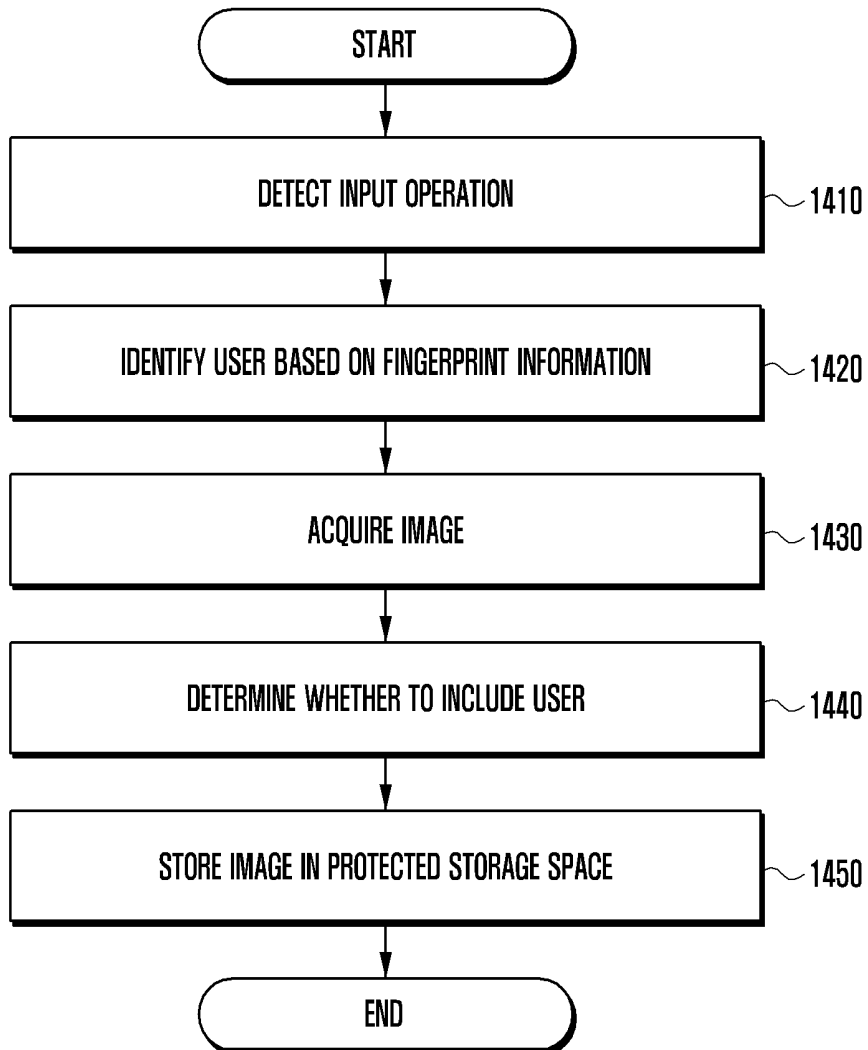 START
DETECT INPUT OPERATION
1410
IDENTIFY USER BASED ON FINGERPRINT INFORMATION
1420
ACQUIRE IMAGE
1430
DETERMINE WHETHER TO INCLUDE USER
1440
STORE IMAGE IN PROTECTED STORAGE SPACE
1450
END